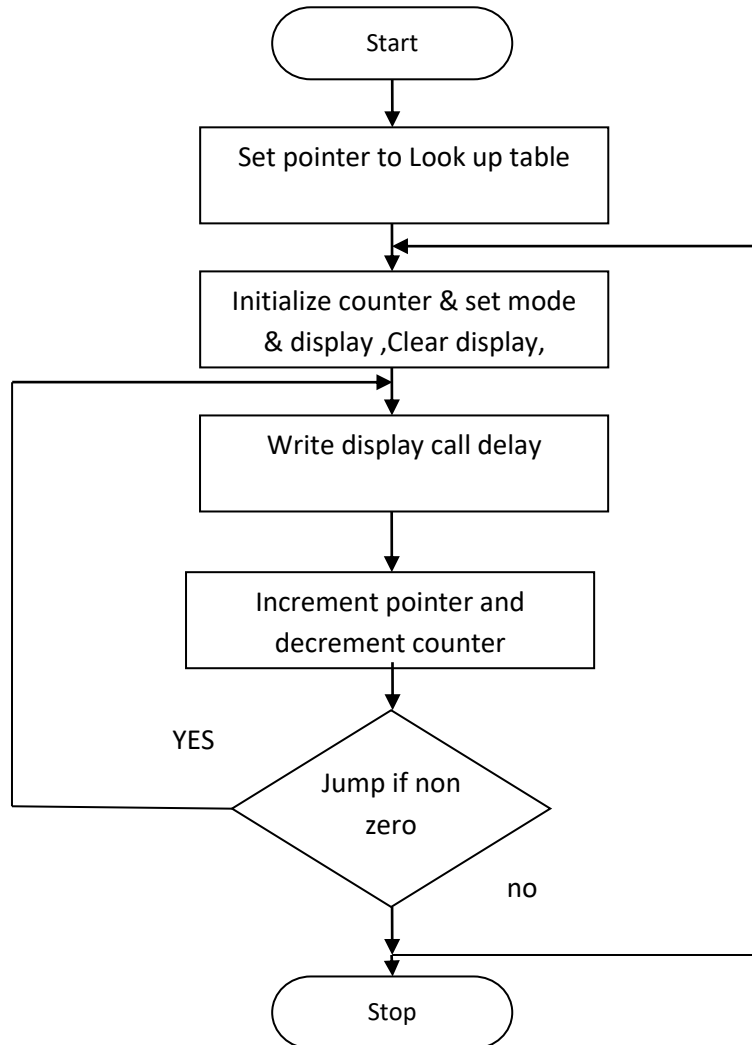 Start
Set pointer to Look up table
Initialize counter & set mode
& display ,Clear display,
Write display call delay
Increment pointer and
decrement counter
YES
Jump if non
zero
no
Stop